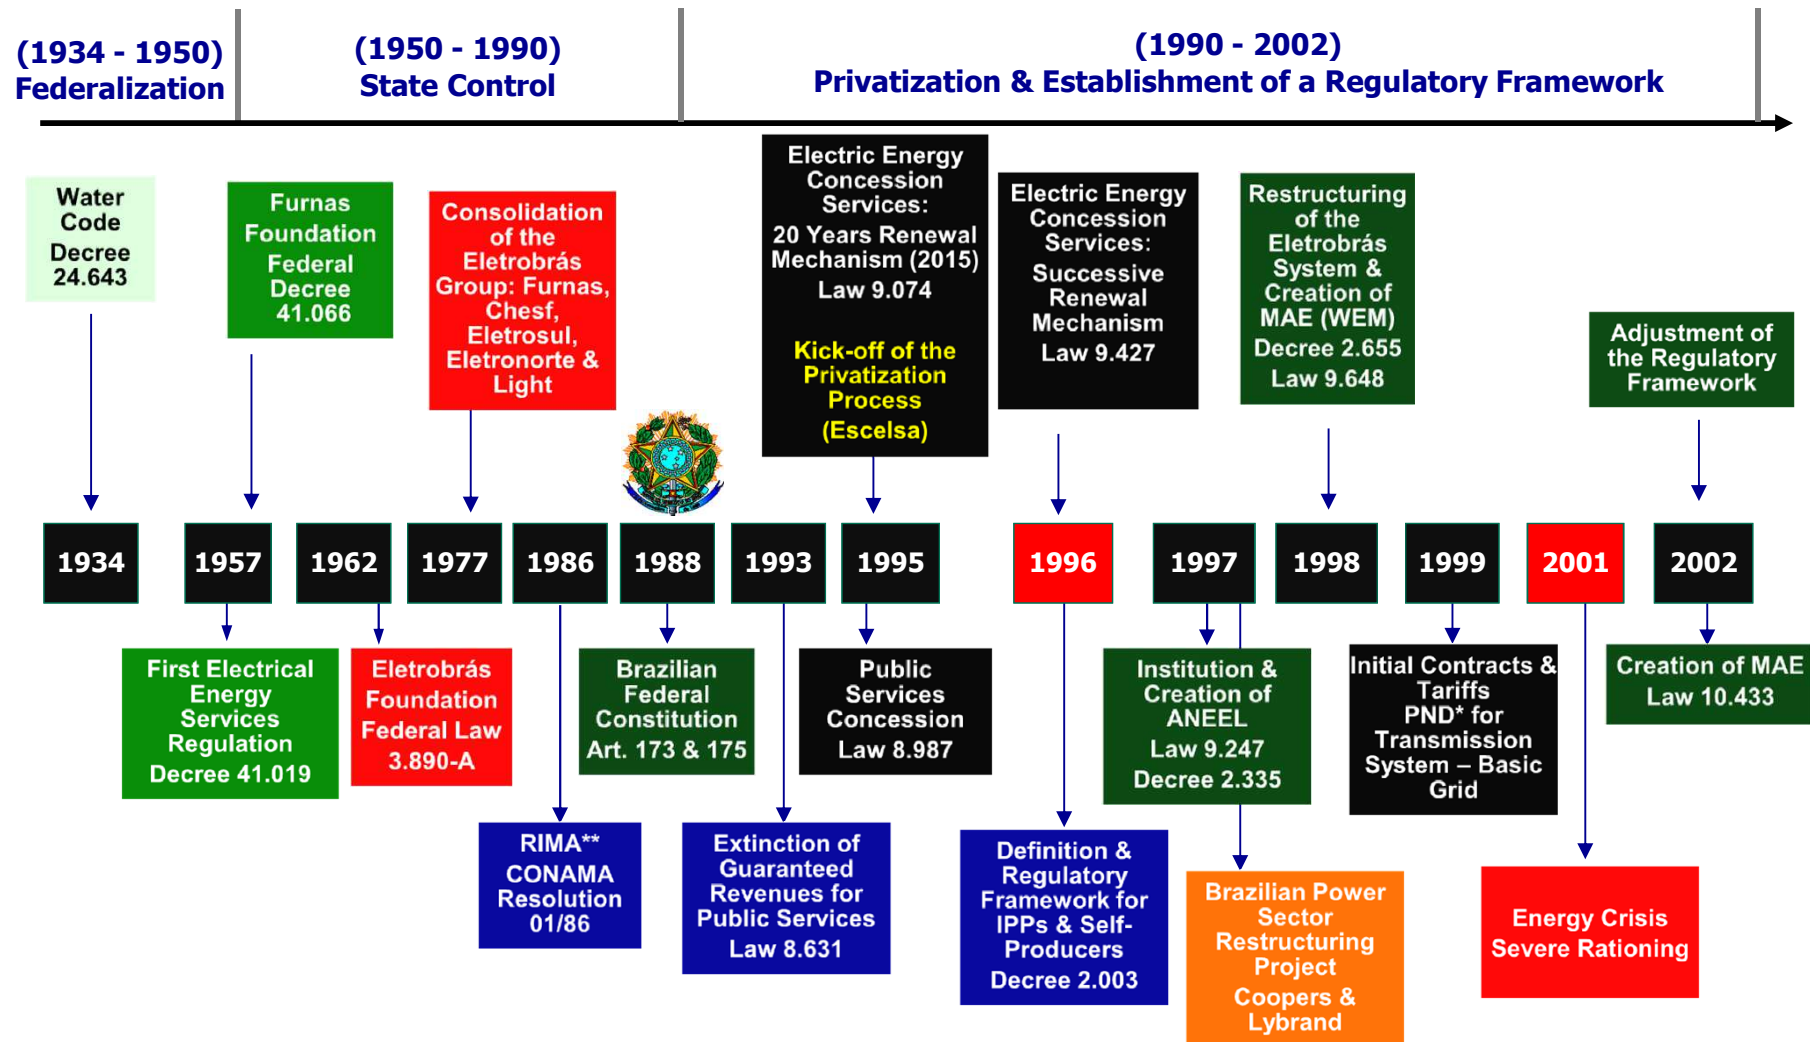 (1934 - 1950)
Federalization
(1950 - 1990)
State Control
(1990 - 2002)
Privatization & Establishment of a Regulatory Framework
Water
Code
Decree
24.643
Furnas
Foundation
Federal
Decree
41.066
Consolidation
of the
Eletrobrás
Group: Furnas,
Chesf,
Eletrosul,
Eletronorte &
Light
Electric Energy
Concession
Services:
20 Years Renewal
Mechanism (2015)
Law 9.074
Kick-off of the
Privatization
Process
(Escelsa)
Electric Energy
Concession
Services:
Successive
Renewal
Mechanism
Law 9.427
Restructuring
of the
Eletrobrás
System &
Creation of
MAE (WEM)
Decree 2.655
Law 9.648
Adjustment of
the Regulatory
Framework
1934
1957
1962
1977
1986
1988
1993
1995
1996
1997
1998
1999
2001
2002
First Electrical
Energy
Services
Regulation
Decree 41.019
Eletrobrás
Foundation
Federal Law
3.890-A
Brazilian
Federal
Constitution
Art. 173 & 175
Public
Services
Concession
Law 8.987
Institution &
Creation of
ANEEL
Law 9.247
Decree 2.335
Initial Contracts &
Tariffs
PND* for
Transmission
System – Basic
Grid
Creation of MAE
Law 10.433
RIMA**
CONAMA
Resolution
01/86
Extinction of
Guaranteed
Revenues for
Public Services
Law 8.631
Definition &
Regulatory
Framework for
IPPs & Self-
Producers
Decree 2.003
Brazilian Power
Sector
Restructuring
Project
Coopers &
Lybrand
Energy Crisis
Severe Rationing